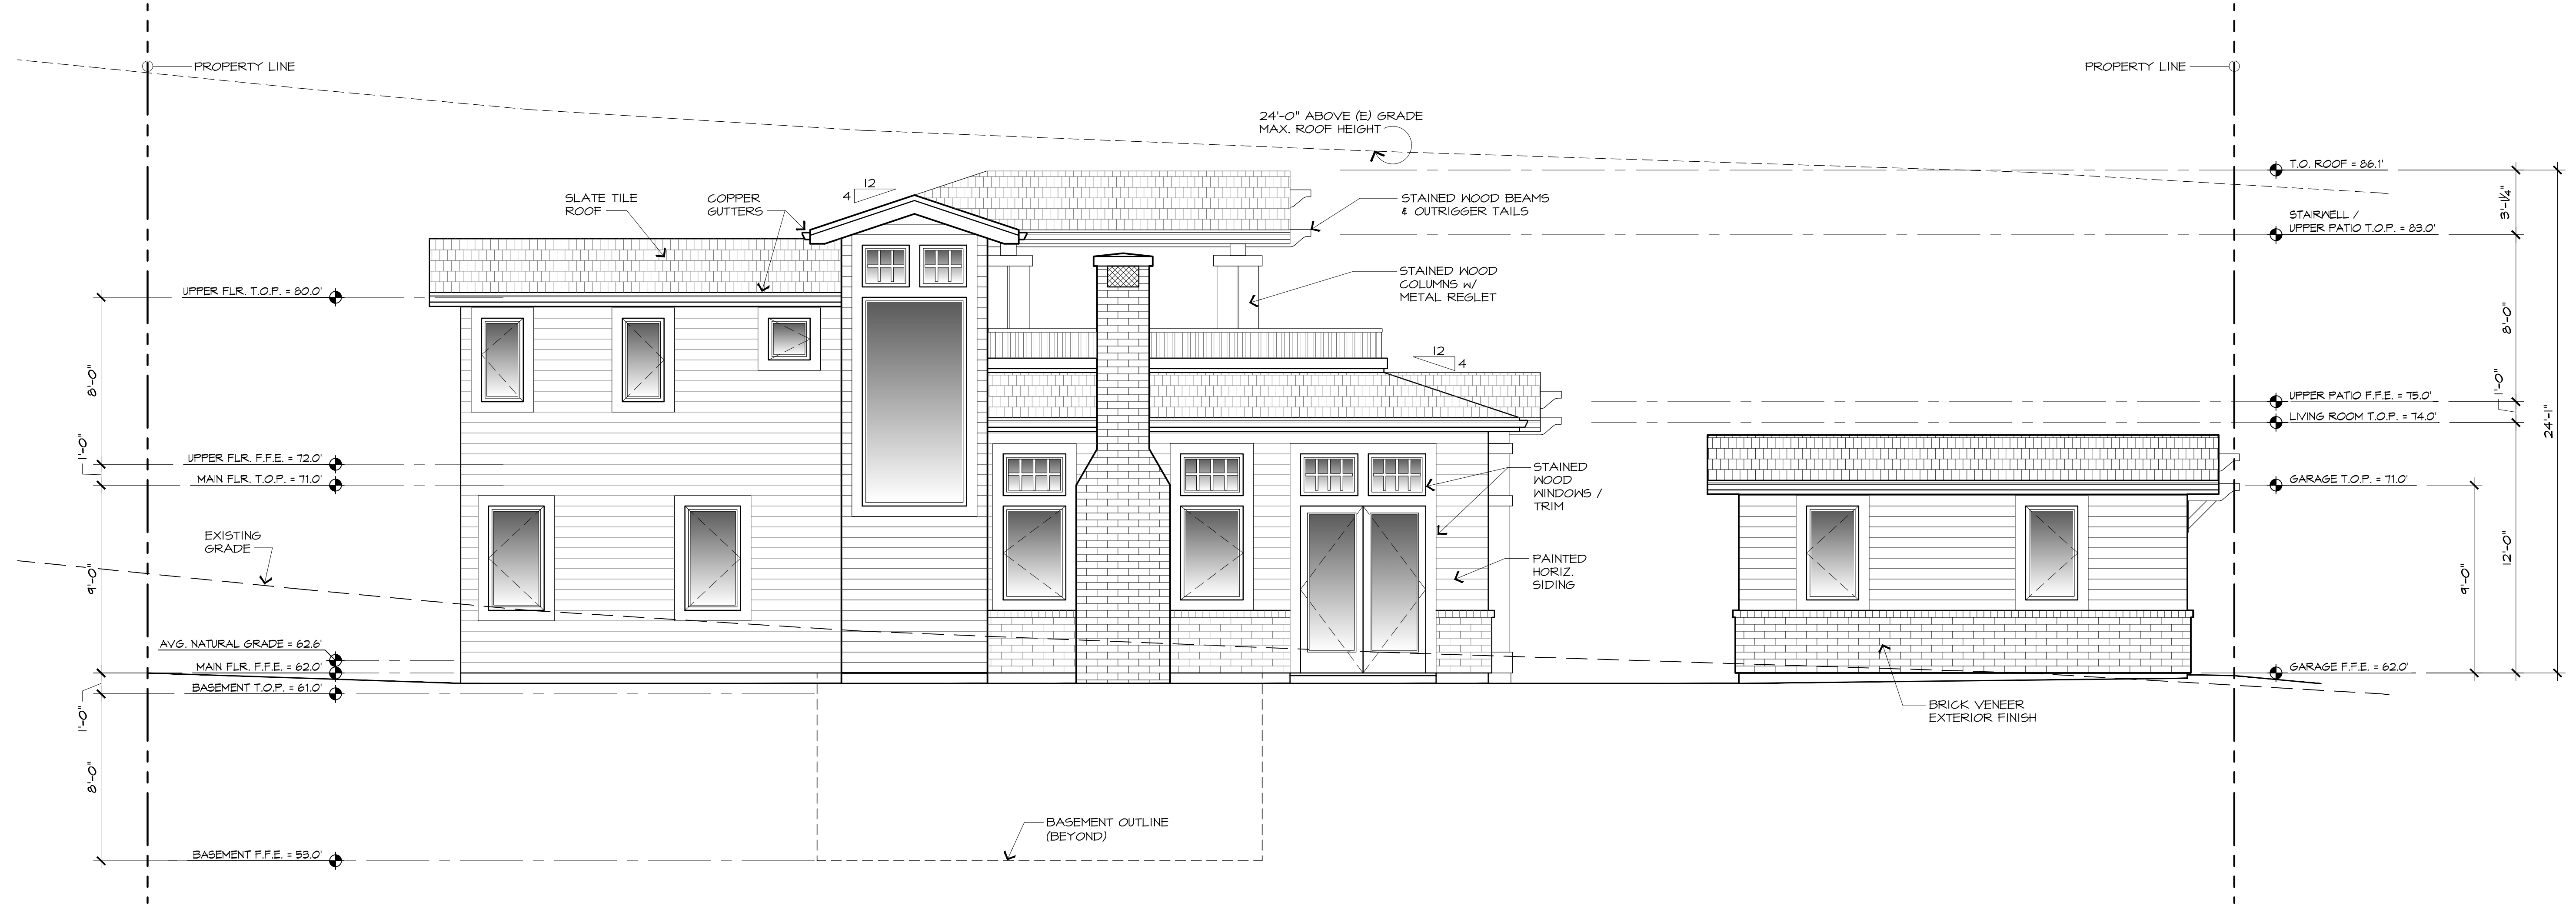 PROPERTY LINE
PROPERTY LINE
24'-0" ABOVE (E) GRADE
MAX. ROOF HEIGHT
T.O. ROOF = 86.1'
12
4
SLATE TILE
ROOF
COPPER
GUTTERS
STAINED WOOD BEAMS
& OUTRIGGER TAILS
3'-1¼"
STAIRWELL /
UPPER PATIO T.O.P. = 83.0'
STAINED WOOD
COLUMNS W/
METAL REGLET
UPPER FLR. T.O.P. = 80.0'
8'-0"
12
4
8'-0"
1'-0"
UPPER PATIO F.F.E. = 75.0'
LIVING ROOM T.O.P. = 74.0'
24'-1"
1'-0"
UPPER FLR. F.F.E. = 72.0'
MAIN FLR. T.O.P. = 71.0'
STAINED
WOOD
WINDOWS /
TRIM
GARAGE T.O.P. = 71.0'
EXISTING
GRADE
9'-0"
PAINTED
HORIZ.
SIDING
9'-0"
12'-0"
AVG. NATURAL GRADE = 62.6'
MAIN FLR. F.F.E. = 62.0'
BASEMENT T.O.P. = 61.0'
GARAGE F.F.E. = 62.0'
1'-0"
BRICK VENEER
EXTERIOR FINISH
8'-0"
BASEMENT OUTLINE
(BEYOND)
BASEMENT F.F.E. = 53.0'